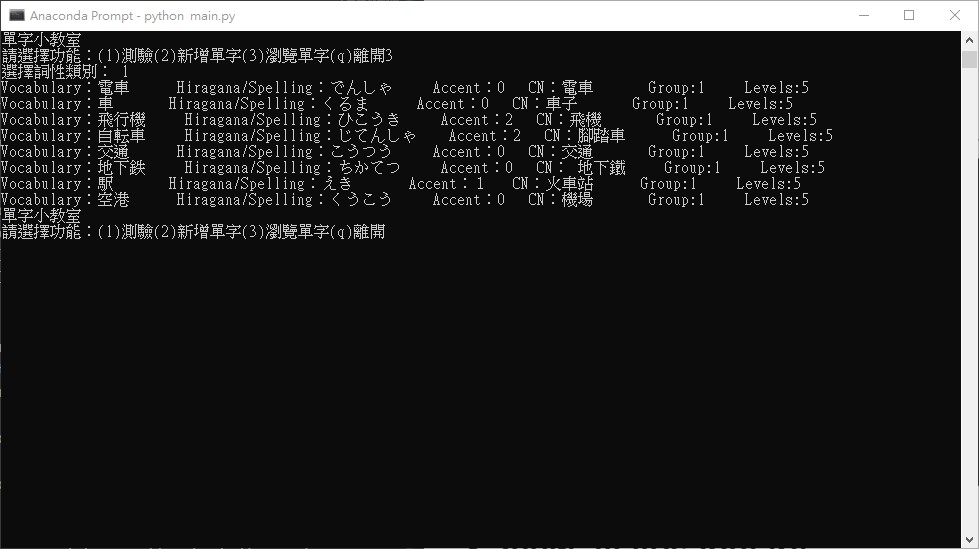 Anaconda Prompt - python main.py
單字小教室
請選擇功能：(1)測驗(2)新增單字(3)瀏覽單字(q)離開3
選擇詞性類別： 1
Vocabulary：電車 Hiragana/Spelling：でんしゃ Accent：0 CN：電車 Group:1 Levels:5
Vocabulary：車 Hiragana/Spelling：くるま Accent：0 CN：車子 Group:1 Levels:5
Vocabulary：飛行機 Hiragana/Spelling：ひこうき Accent：2 CN：飛機 Group:1 Levels:5
Vocabulary：自転車 Hiragana/Spelling：じてんしゃ Accent：2 CN：腳踏車 Group:1 Levels:5
Vocabulary：交通 Hiragana/Spelling：こうつう Accent：0 CN：交通 Group:1 Levels:5
Vocabulary：地下鉄 Hiragana/Spelling：ちかてつ Accent：0 CN： 地下鐵 Group:1 Levels:5
Vocabulary：駅 Hiragana/Spelling：えき Accent：1 CN：火車站 Group:1 Levels:5
Vocabulary：空港 Hiragana/Spelling：くうこう Accent：0 CN：機場 Group:1 Levels:5
單字小教室
請選擇功能：(1)測驗(2)新增單字(3)瀏覽單字(q)離開